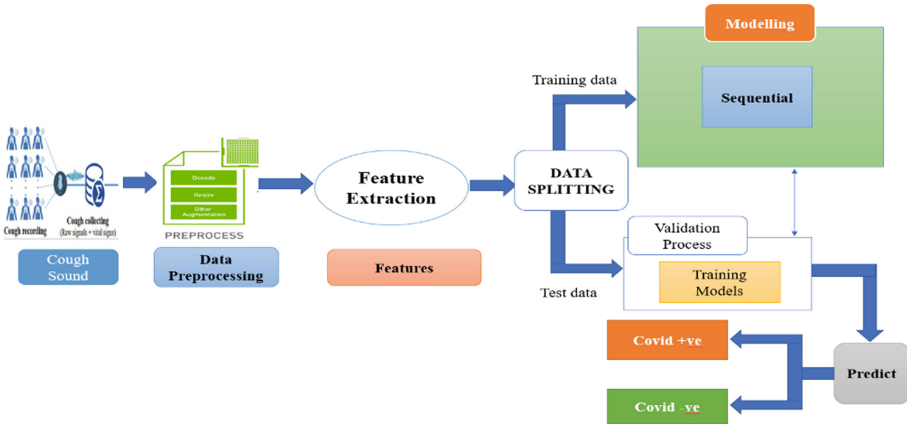 Cough recording
Cough collecting
(Raw signals + vital signs)
Cough
Sound
Decode
Resize
Other
Augmentation
PREPROCESS
Data
Preprocessing
Feature
Extraction
Features
DATA
SPLITTING
Training data
Test data
Modelling
Sequential
Validation
Process
Training
Models
Predict
Covid +ve
Covid -ve